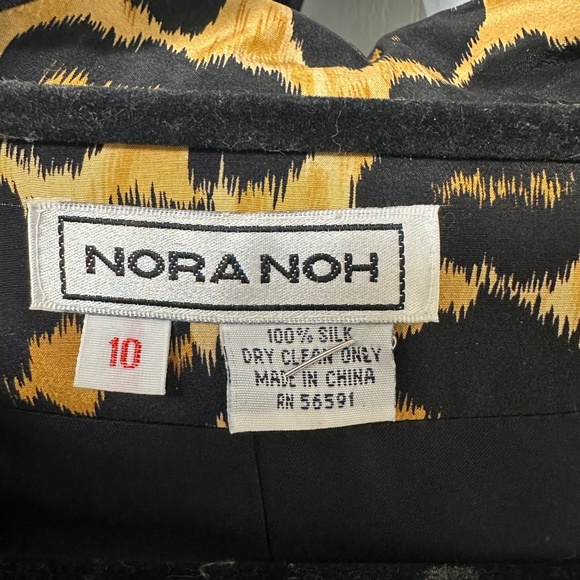 NORA NOH
10
100% SILK
DRY CLEAN ONLY
MADE IN CHINA
RN 56591